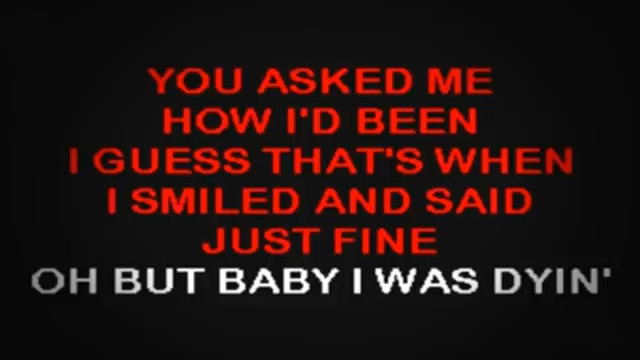 YOU ASKED ME
HOW I'D BEEN
I GUESS THAT'S WHEN
I SMILED AND SAID
JUST FINE
OH BUT BABY I WAS DYIN'